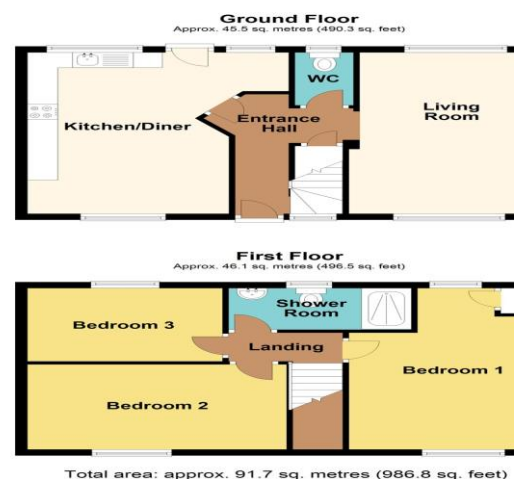 Ground Floor
Approx. 45.5 sq. metres (490.3 sq. feet)
WC
Kitchen/Diner
Entrance
Hall
Living
Room
First Floor
Approx. 46.1 sq. metres (496.5 sq. feet)
Bedroom 3
Shower
Room
Landing
Bedroom 1
Bedroom 2
Total area: approx. 91.7 sq. metres (986.8 sq. feet)